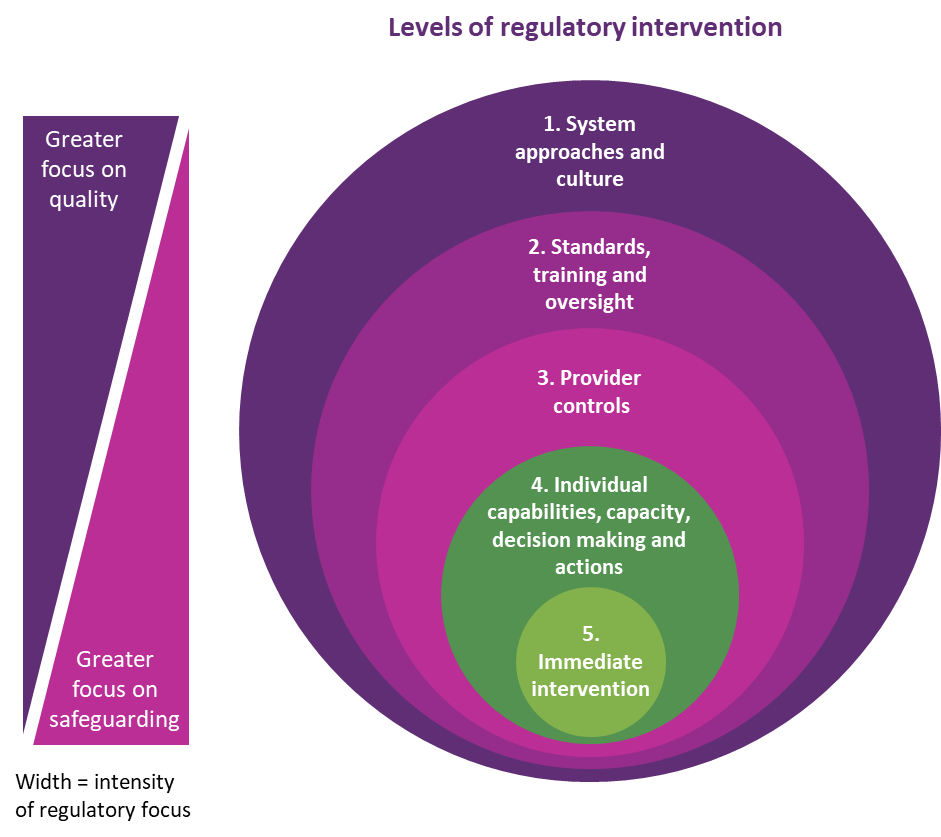 Levels of regulatory intervention
Greater
focus on
quality
Greater
focus on
safeguarding
Width = intensity
of regulatory focus
1. System
approaches and
culture
2. Standards,
training and
oversight
3. Provider
controls
4. Individual
capabilities, capacity,
decision making and
actions
5.
Immediate
intervention